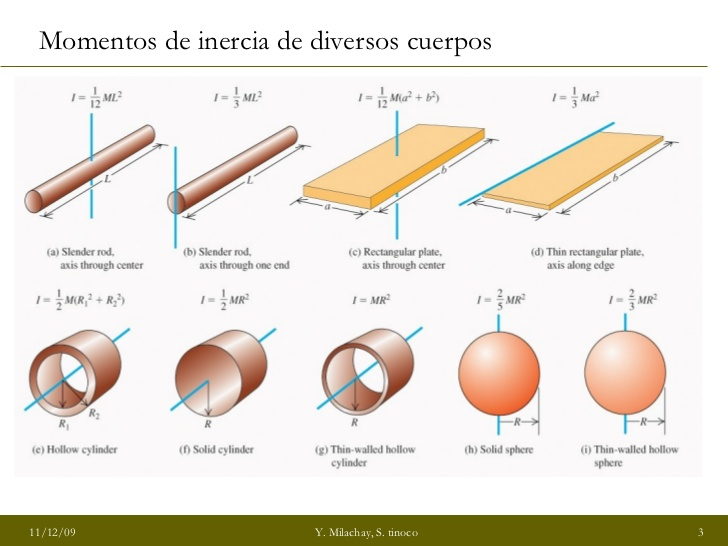 Momentos de inercia de diversos cuerpos
I = 1/12 ML²
I = 1/3 ML²
I = 1/12 M(a² + b²)
I = 1/3 Ma²
L
L
b
a
b
a
(a) Slender rod,
axis through center
(b) Slender rod,
axis through one end
(c) Rectangular plate,
axis through center
(d) Thin rectangular plate,
axis along edge
I = 1/2 M(R₁² + R₂²)
I = 1/2 MR²
I = MR²
I = 2/5 MR²
I = 2/3 MR²
R₁
R₂
R
R
R
R
(e) Hollow cylinder
(f) Solid cylinder
(g) Thin-walled hollow
cylinder
(h) Solid sphere
(i) Thin-walled hollow
sphere
11/12/09
Y. Milachay, S. tinoco
3